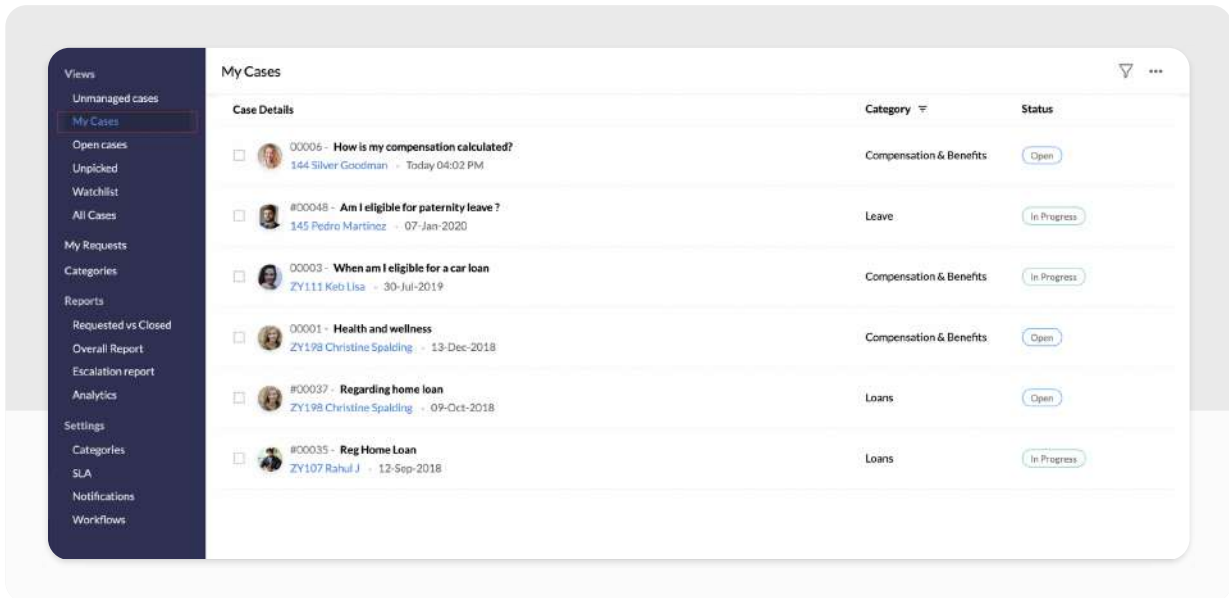 Views
Unmanaged cases
My Cases
Open cases
Unpicked
Watchlist
All Cases
My Requests
Categories
Reports
Requested vs Closed
Overall Report
Escalation report
Analytics
Settings
Categories
SLA
Notifications
Workflows
My Cases
Case Details Category Status
00006 - How is my compensation calculated?
144 Silver Goodman - Today 04:02 PM
Compensation & Benefits Open
#00048 - Am I eligible for paternity leave ?
145 Pedro Martinez - 07-Jan-2020
Leave In Progress
00003 - When am I eligible for a car loan
ZY111 Keb Lisa - 30-Jul-2019
Compensation & Benefits In Progress
00001 - Health and wellness
ZY198 Christine Spalding - 13-Dec-2018
Compensation & Benefits Open
#00037 - Regarding home loan
ZY198 Christine Spalding - 09-Oct-2018
Loans Open
#00035 - Reg Home Loan
ZY107 Rahul J - 12-Sep-2018
Loans In Progress